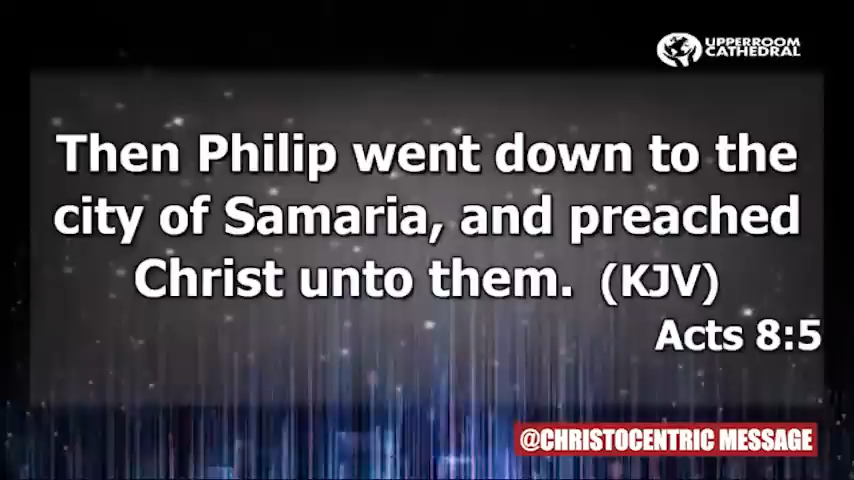 UPPERROOM
CATHEDRAL
Then Philip went down to the
city of Samaria, and preached
Christ unto them. (KJV)
Acts 8:5
@CHRISTOCENTRIC MESSAGE